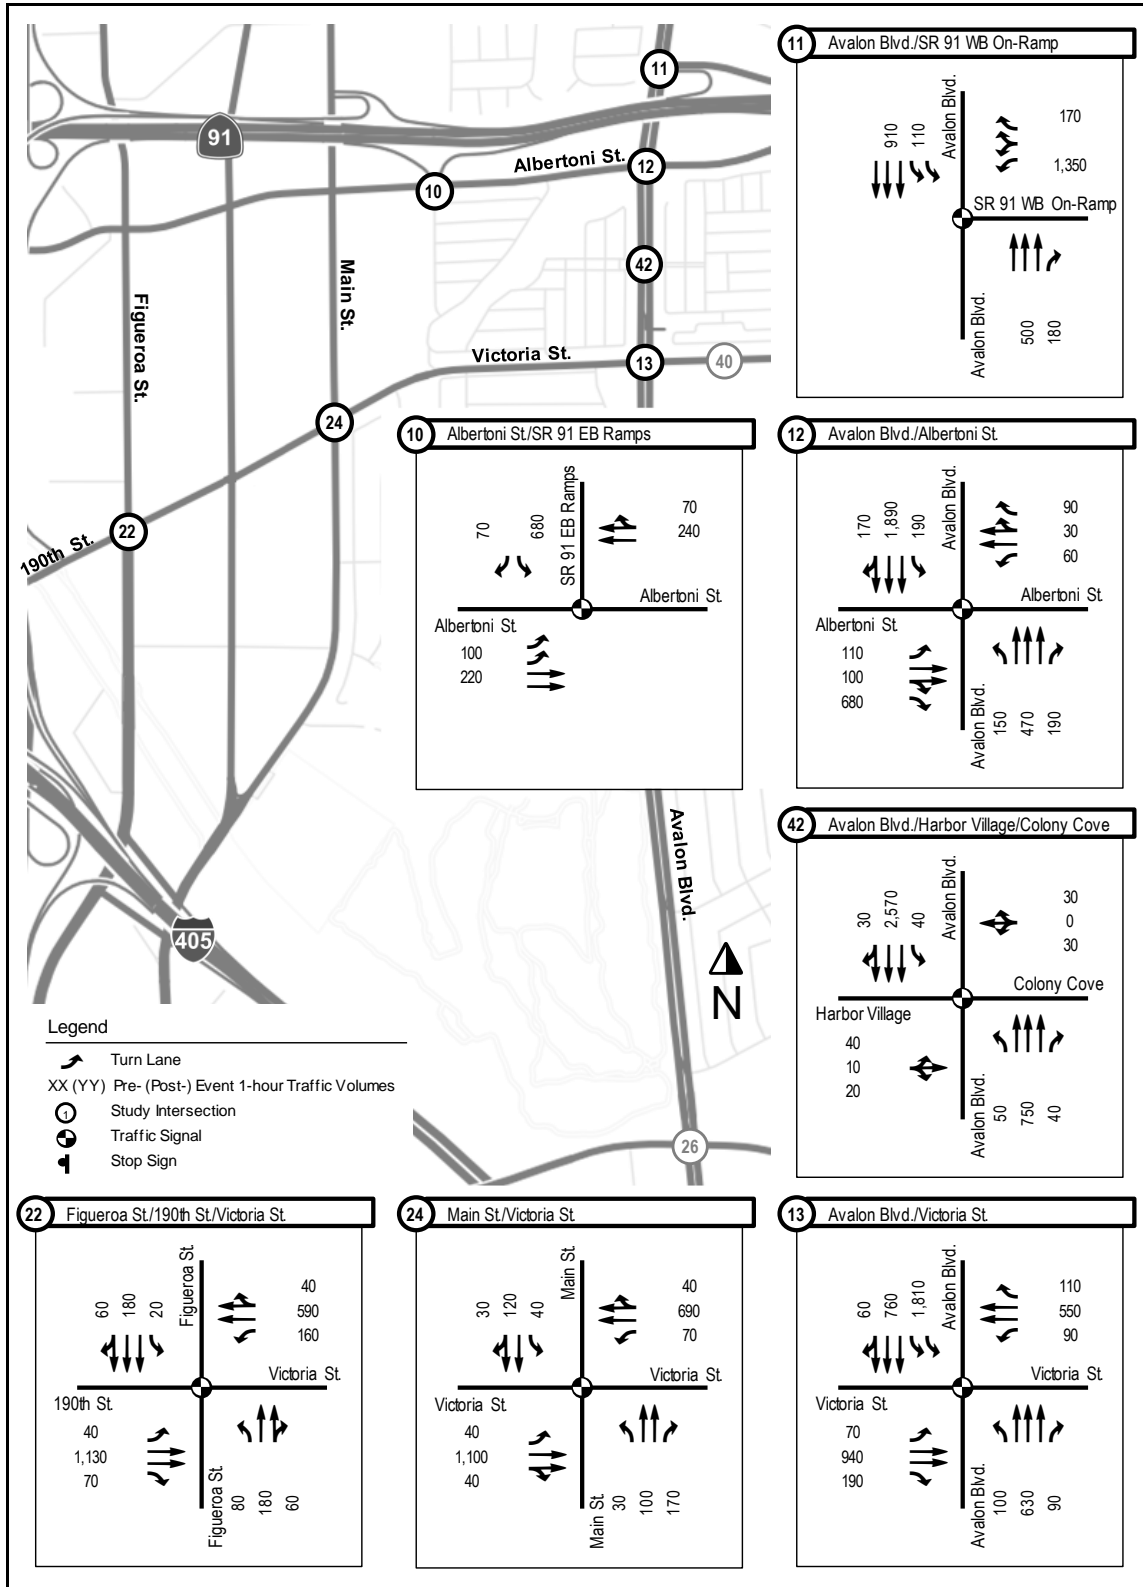 11
91
Albertoni St.
12
10
42
Main St.
Figueroa St.
Victoria St.
13
40
24
22
190th St.
Avalon Blvd.
405
N
26
Legend
Turn Lane
XX (YY) Pre- (Post-) Event 1-hour Traffic Volumes
1 Study Intersection
Traffic Signal
Stop Sign
11 Avalon Blvd./SR 91 WB On-Ramp
910
110
Avalon Blvd.
170
1,350
SR 91 WB On-Ramp
Avalon Blvd.
500
180
10 Albertoni St./SR 91 EB Ramps
70
680
SR 91 EB Ramps
70
240
Albertoni St.
Albertoni St.
100
220
12 Avalon Blvd./Albertoni St.
170
1,890
190
Avalon Blvd.
90
30
60
Albertoni St.
Albertoni St.
110
100
680
Avalon Blvd.
150
470
190
42 Avalon Blvd./Harbor Village/Colony Cove
30
2,570
40
Avalon Blvd.
30
0
30
Colony Cove
Harbor Village
40
10
20
Avalon Blvd.
50
750
40
22 Figueroa St./190th St./Victoria St.
60
180
20
Figueroa St.
40
590
160
Victoria St.
190th St.
40
1,130
70
Figueroa St.
80
180
60
24 Main St./Victoria St.
30
120
40
Main St.
40
690
70
Victoria St.
Victoria St.
40
1,100
40
Main St.
30
100
170
13 Avalon Blvd./Victoria St.
60
760
1,810
Avalon Blvd.
110
550
90
Victoria St.
Victoria St.
70
940
190
Avalon Blvd.
100
630
90